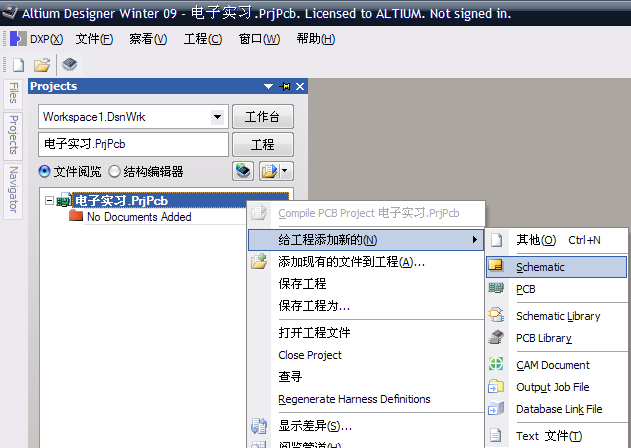 Altium Designer Winter 09 - 电子实习.PrjPcb. Licensed to ALTIUM. Not signed in.
DXP(X) 文件(F) 察看(V) 工程(C) 窗口(W) 帮助(H)
Files
Projects
Navigator
Projects
Workspace1.DsnWrk 工作台
电子实习.PrjPcb 工程
文件阅览 结构编辑器
电子实习.PrjPcb
No Documents Added
Compile PCB Project 电子实习.PrjPcb
给工程添加新的(N)
添加现有的文件到工程(A)...
保存工程
保存工程为...
打开工程文件
Close Project
查寻
Regenerate Harness Definitions
显示差异(S)...
阅览管道(H)
其他(O) Ctrl+N
Schematic
PCB
Schematic Library
PCB Library
CAM Document
Output Job File
Database Link File
Text 文件(T)